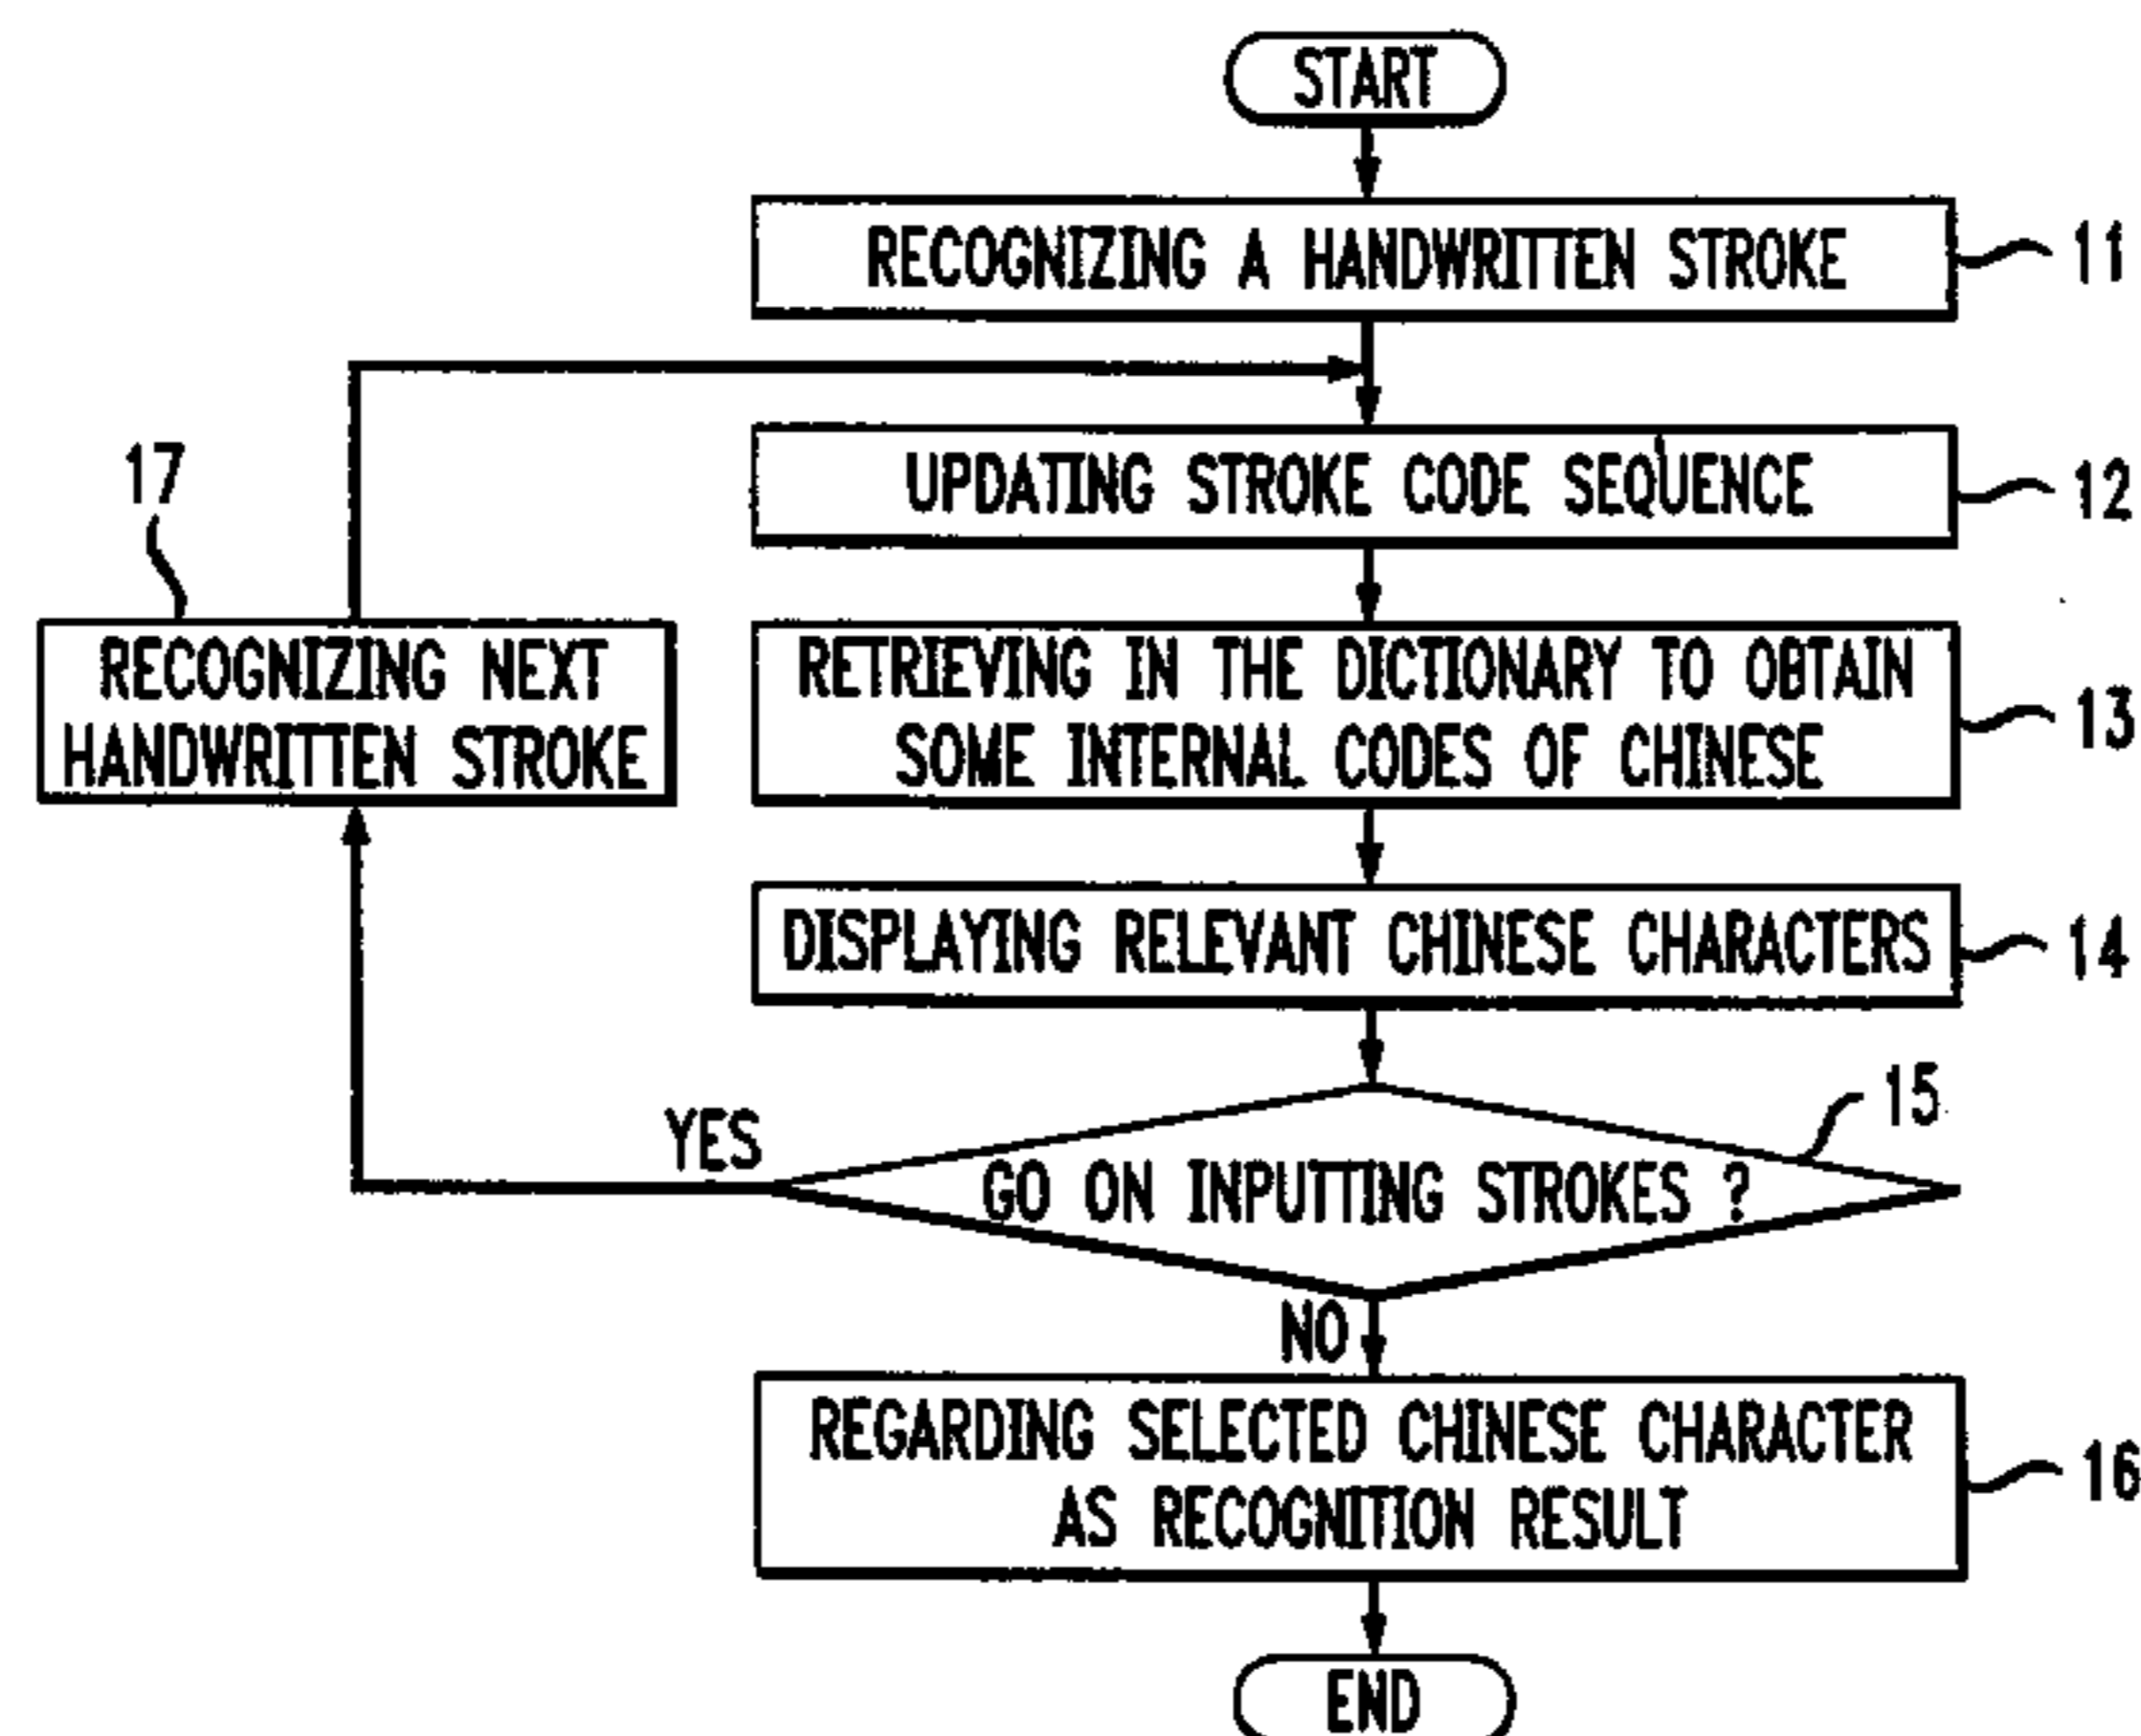 START
RECOGNIZING A HANDWRITTEN STROKE
11
UPDATING STROKE CODE SEQUENCE
12
17
RECOGNIZING NEXT
HANDWRITTEN STROKE
RETRIEVING IN THE DICTIONARY TO OBTAIN
SOME INTERNAL CODES OF CHINESE
13
DISPLAYING RELEVANT CHINESE CHARACTERS
14
15
YES
GO ON INPUTTING STROKES ?
NO
REGARDING SELECTED CHINESE CHARACTER
AS RECOGNITION RESULT
16
END